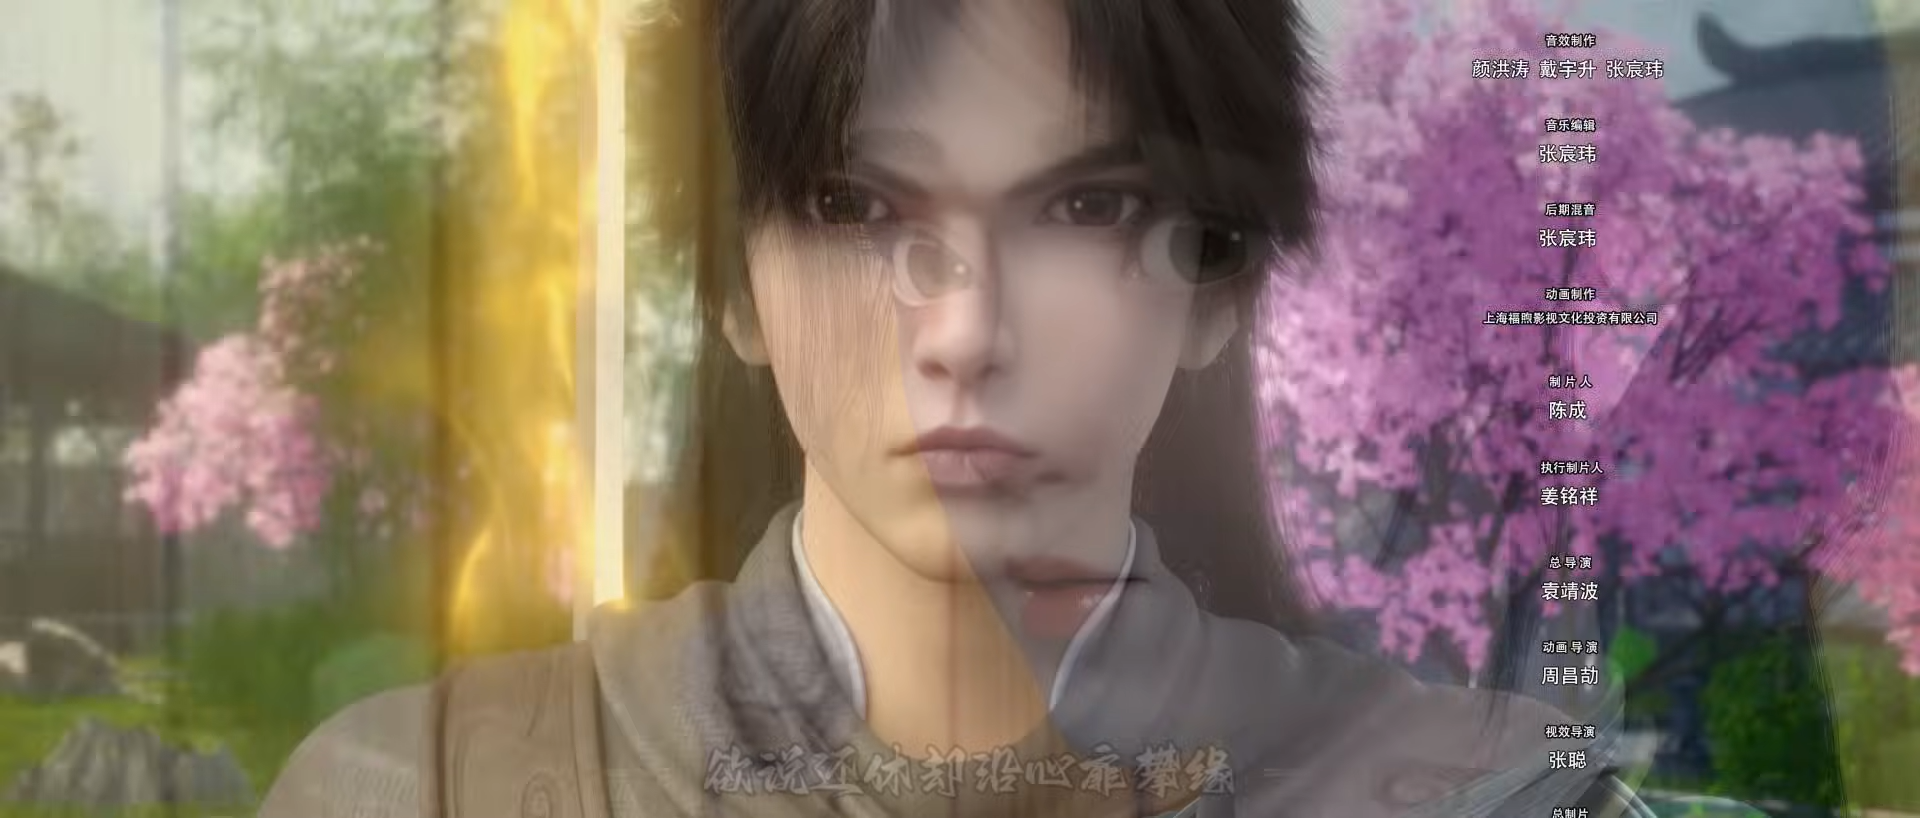 音效制作
颜洪涛 戴宇升 张宸玮
音乐编辑
张宸玮
后期混音
张宸玮
动画制作
上海福煦影视文化投资有限公司
制片人
陈成
执行制片人
姜铭祥
总导演
袁靖波
动画导演
周昌劼
视效导演
张聪
总制片
欲说还休却沿心扉攀缘